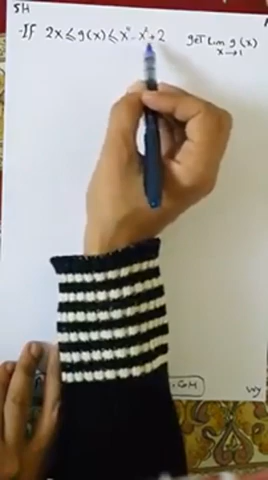 5H
-If 2x ≤ g(x) ≤ x⁴ - x² + 2 get Lim g(x)
x → 1